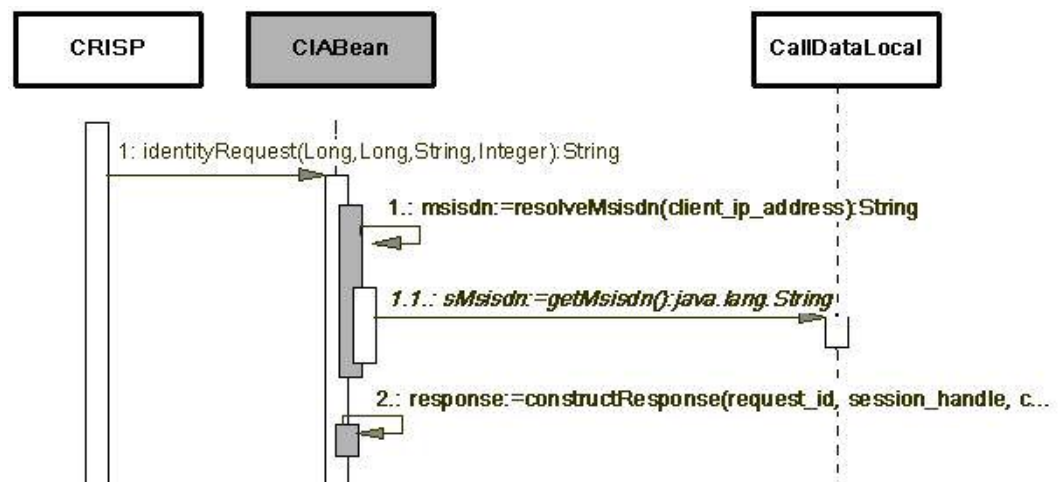 CRISP
CIABean
CallDataLocal
1: identityRequest(Long,Long,String,Integer):String
1.: msisdn:=resolveMsisdn(client_ip_address):String
1.1.: sMsisdn:=getMsisdn():java.lang.String
2.: response:=constructResponse(request_id, session_handle, c...